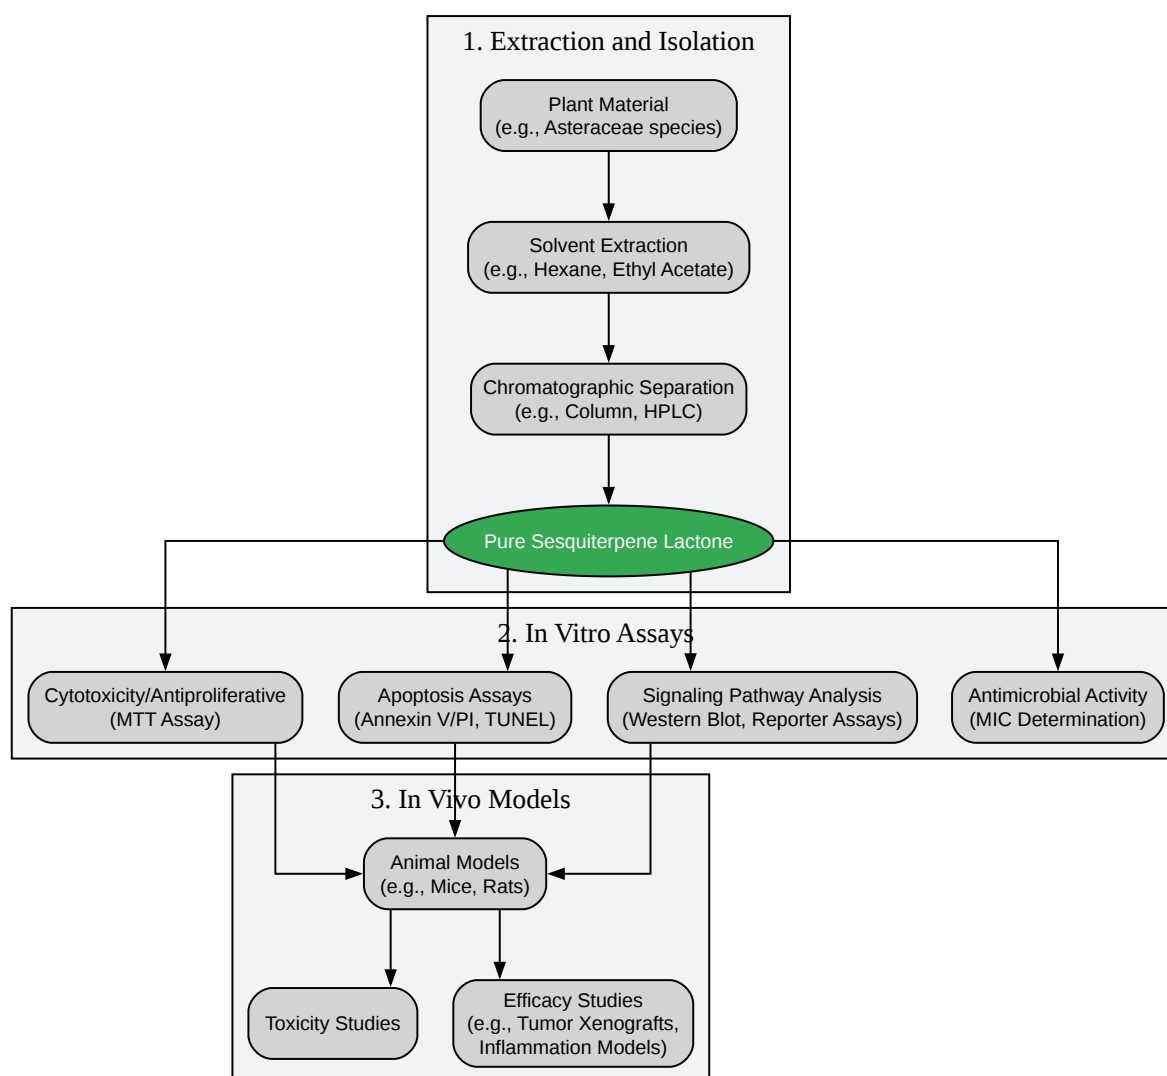 1. Extraction and Isolation
Plant Material
(e.g., Asteraceae species)
Solvent Extraction
(e.g., Hexane, Ethyl Acetate)
Chromatographic Separation
(e.g., Column, HPLC)
Pure Sesquiterpene Lactone
2. In Vitro Assays
Cytotoxicity/Antiproliferative
(MTT Assay)
Apoptosis Assays
(Annexin V/PI, TUNEL)
Signaling Pathway Analysis
(Western Blot, Reporter Assays)
Antimicrobial Activity
(MIC Determination)
3. In Vivo Models
Animal Models
(e.g., Mice, Rats)
Toxicity Studies
Efficacy Studies
(e.g., Tumor Xenografts,
Inflammation Models)